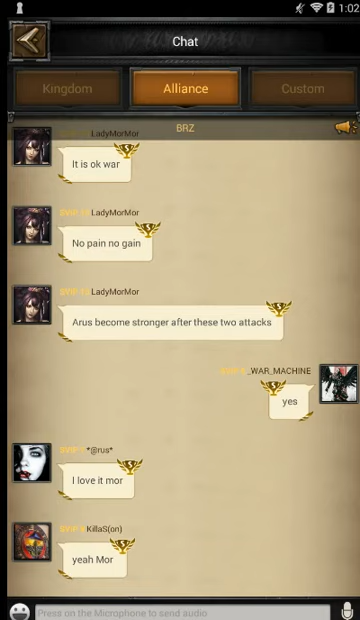 1:02
Chat
Kingdom
Alliance
Custom
BRZ
LadyMorMor
It is ok war
LadyMorMor
No pain no gain
LadyMorMor
Arus become stronger after these two attacks
_WAR_MACHINE
yes
*@rus*
I love it mor
KillaS(on)
yeah Mor
Press on the Microphone to send audio